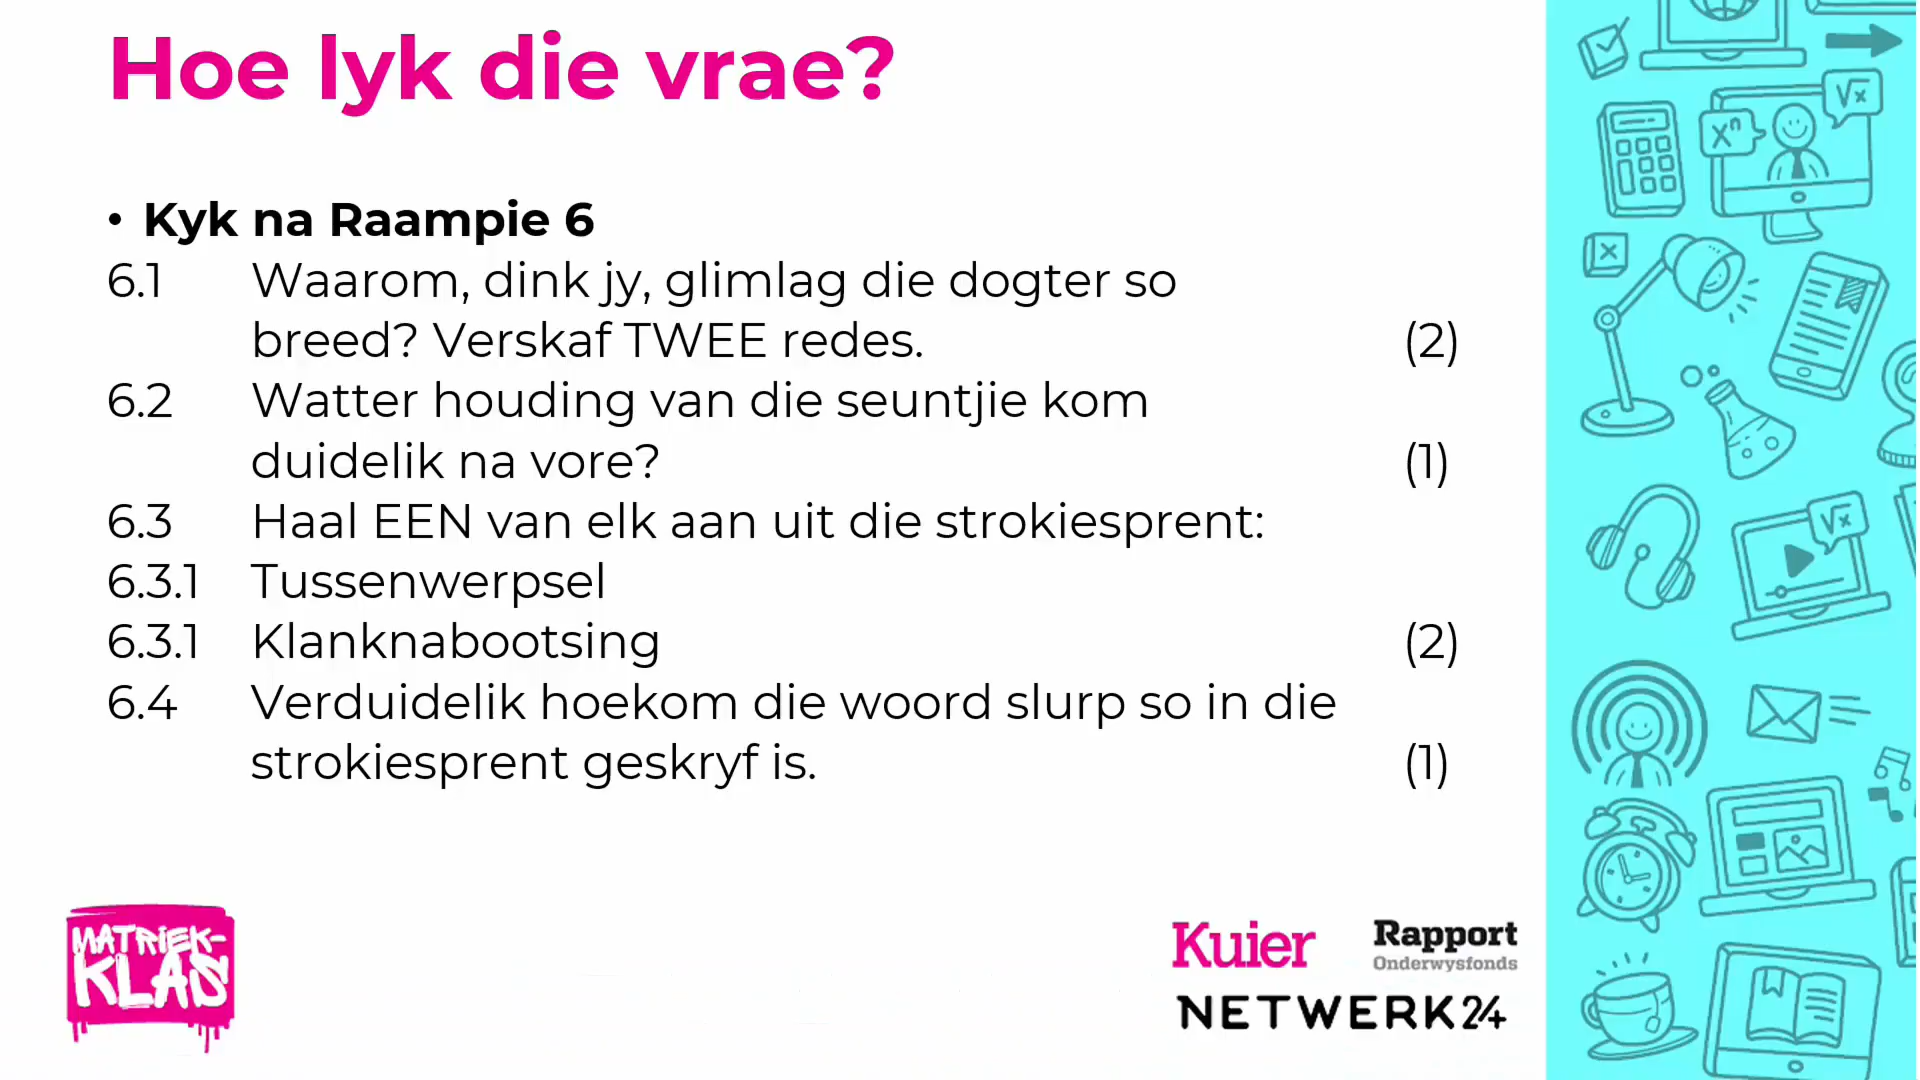 Hoe lyk die vrae?
• Kyk na Raampie 6
6.1 Waarom, dink jy, glimlag die dogter so
breed? Verskaf TWEE redes. (2)
6.2 Watter houding van die seuntjie kom
duidelik na vore? (1)
6.3 Haal EEN van elk aan uit die strokiesprent:
6.3.1 Tussenwerpsel
6.3.1 Klanknabootsing (2)
6.4 Verduidelik hoekom die woord slurp so in die
strokiesprent geskryf is. (1)
MATRIEK-
KLAS
Kuier
Rapport
Onderwysfonds
NETWERK24
√x
xⁿ
√x